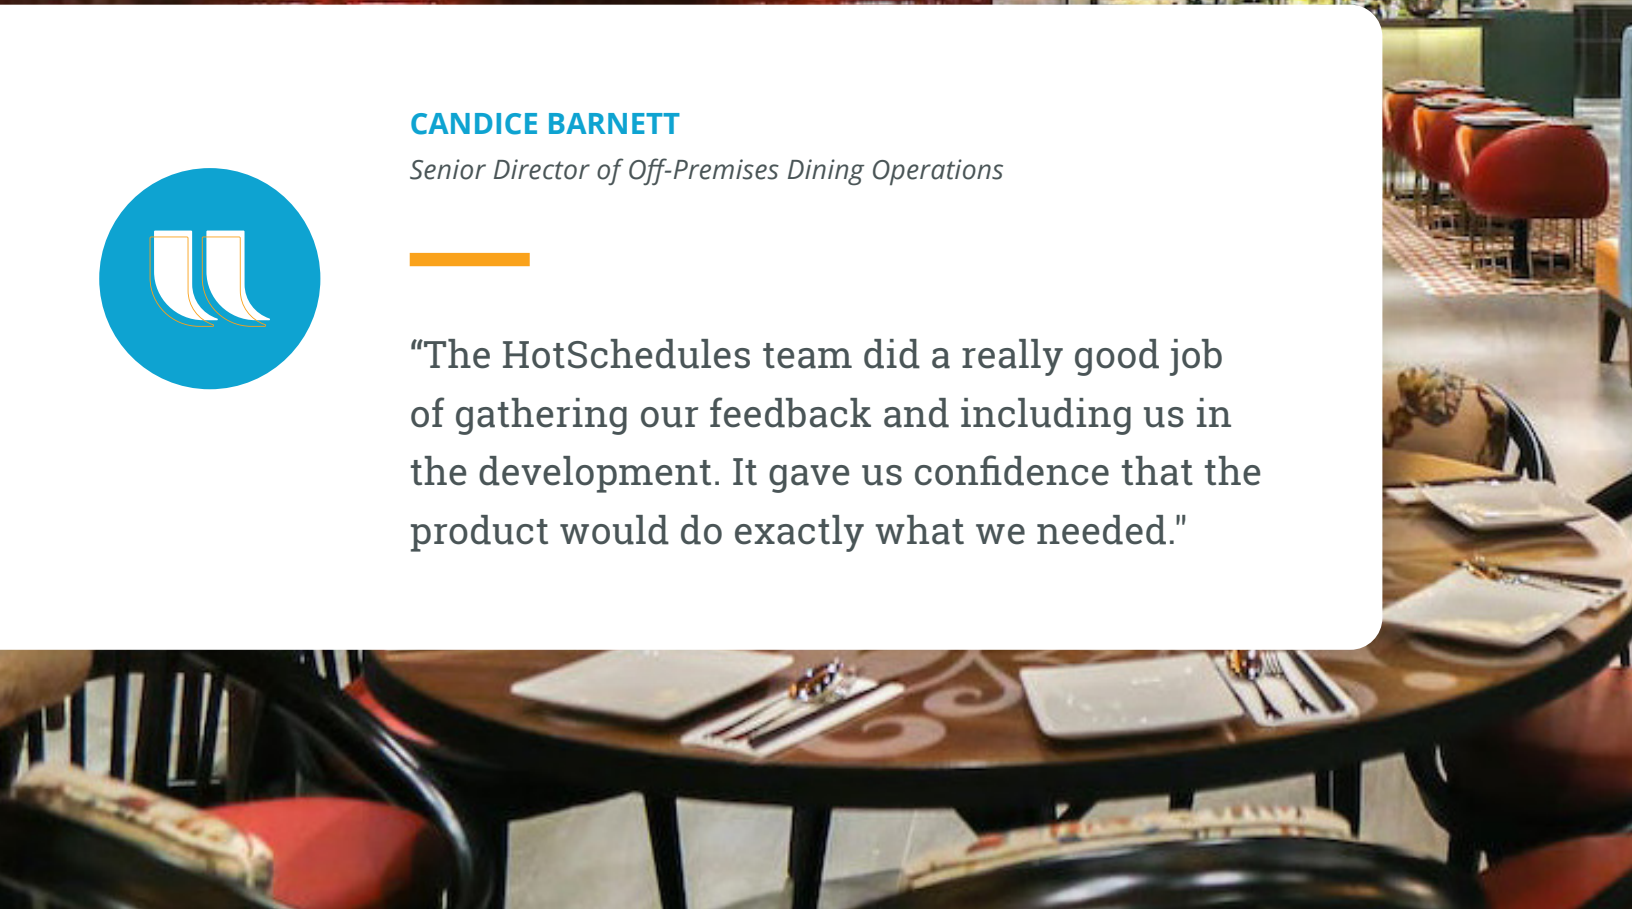 CANDICE BARNETT
Senior Director of Off-Premises Dining Operations
“The HotSchedules team did a really good job
of gathering our feedback and including us in
the development. It gave us confidence that the
product would do exactly what we needed."